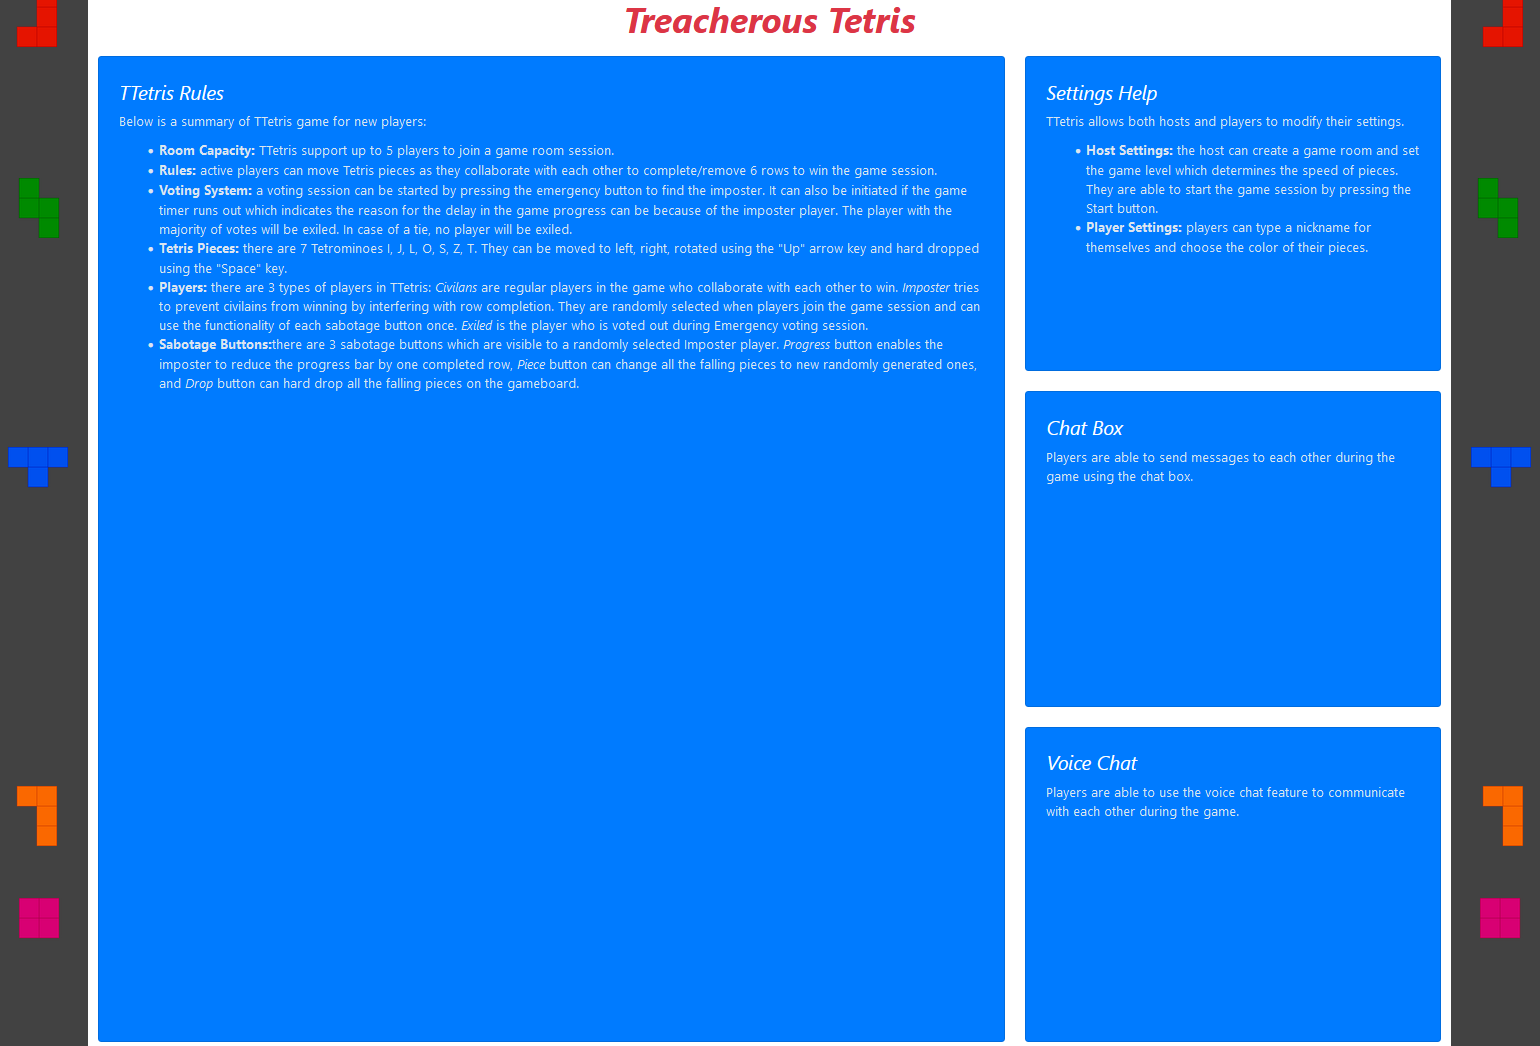 Treacherous Tetris
TTetris Rules
Below is a summary of TTetris game for new players:
• Room Capacity: TTetris support up to 5 players to join a game room session.
• Rules: active players can move Tetris pieces as they collaborate with each other to complete/remove 6 rows to win the game session.
• Voting System: a voting session can be started by pressing the emergency button to find the imposter. It can also be initiated if the game
timer runs out which indicates the reason for the delay in the game progress can be because of the imposter player. The player with the
majority of votes will be exiled. In case of a tie, no player will be exiled.
• Tetris Pieces: there are 7 Tetrominoes I, J, L, O, S, Z, T. They can be moved to left, right, rotated using the "Up" arrow key and hard dropped
using the "Space" key.
• Players: there are 3 types of players in TTetris: Civilans are regular players in the game who collaborate with each other to win. Imposter tries
to prevent civilains from winning by interfering with row completion. They are randomly selected when players join the game session and can
use the functionality of each sabotage button once. Exiled is the player who is voted out during Emergency voting session.
• Sabotage Buttons:there are 3 sabotage buttons which are visible to a randomly selected Imposter player. Progress button enables the
imposter to reduce the progress bar by one completed row, Piece button can change all the falling pieces to new randomly generated ones,
and Drop button can hard drop all the falling pieces on the gameboard.
Settings Help
TTetris allows both hosts and players to modify their settings.
• Host Settings: the host can create a game room and set
the game level which determines the speed of pieces.
They are able to start the game session by pressing the
Start button.
• Player Settings: players can type a nickname for
themselves and choose the color of their pieces.
Chat Box
Players are able to send messages to each other during the
game using the chat box.
Voice Chat
Players are able to use the voice chat feature to communicate
with each other during the game.